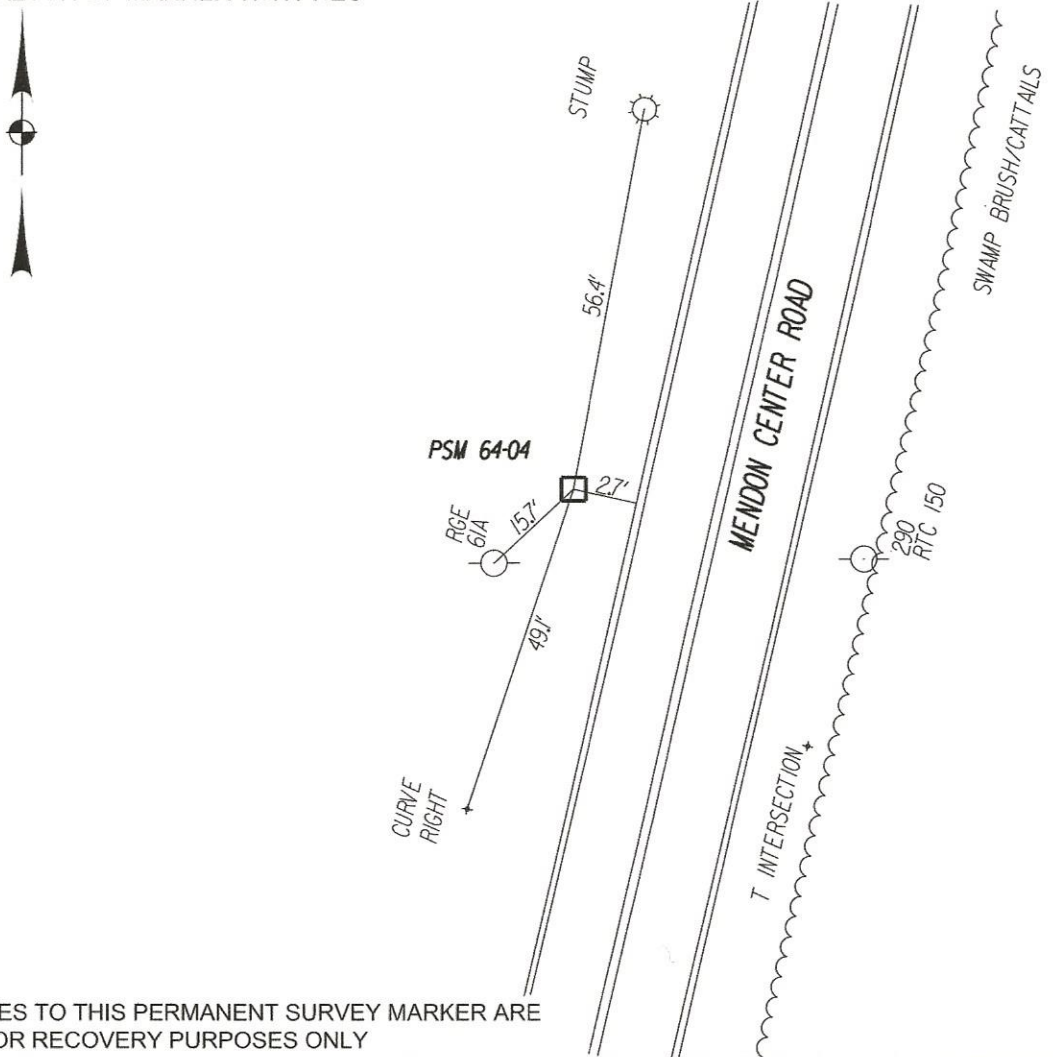 STUMP
SWAMP BRUSH/CATTAILS
56.4'
MENDON CENTER ROAD
PSM 64-04
2.7'
15.7'
RGE
61A
290
RTC 150
49.1'
CURVE
RIGHT
T INTERSECTION
ES TO THIS PERMANENT SURVEY MARKER ARE
OR RECOVERY PURPOSES ONLY